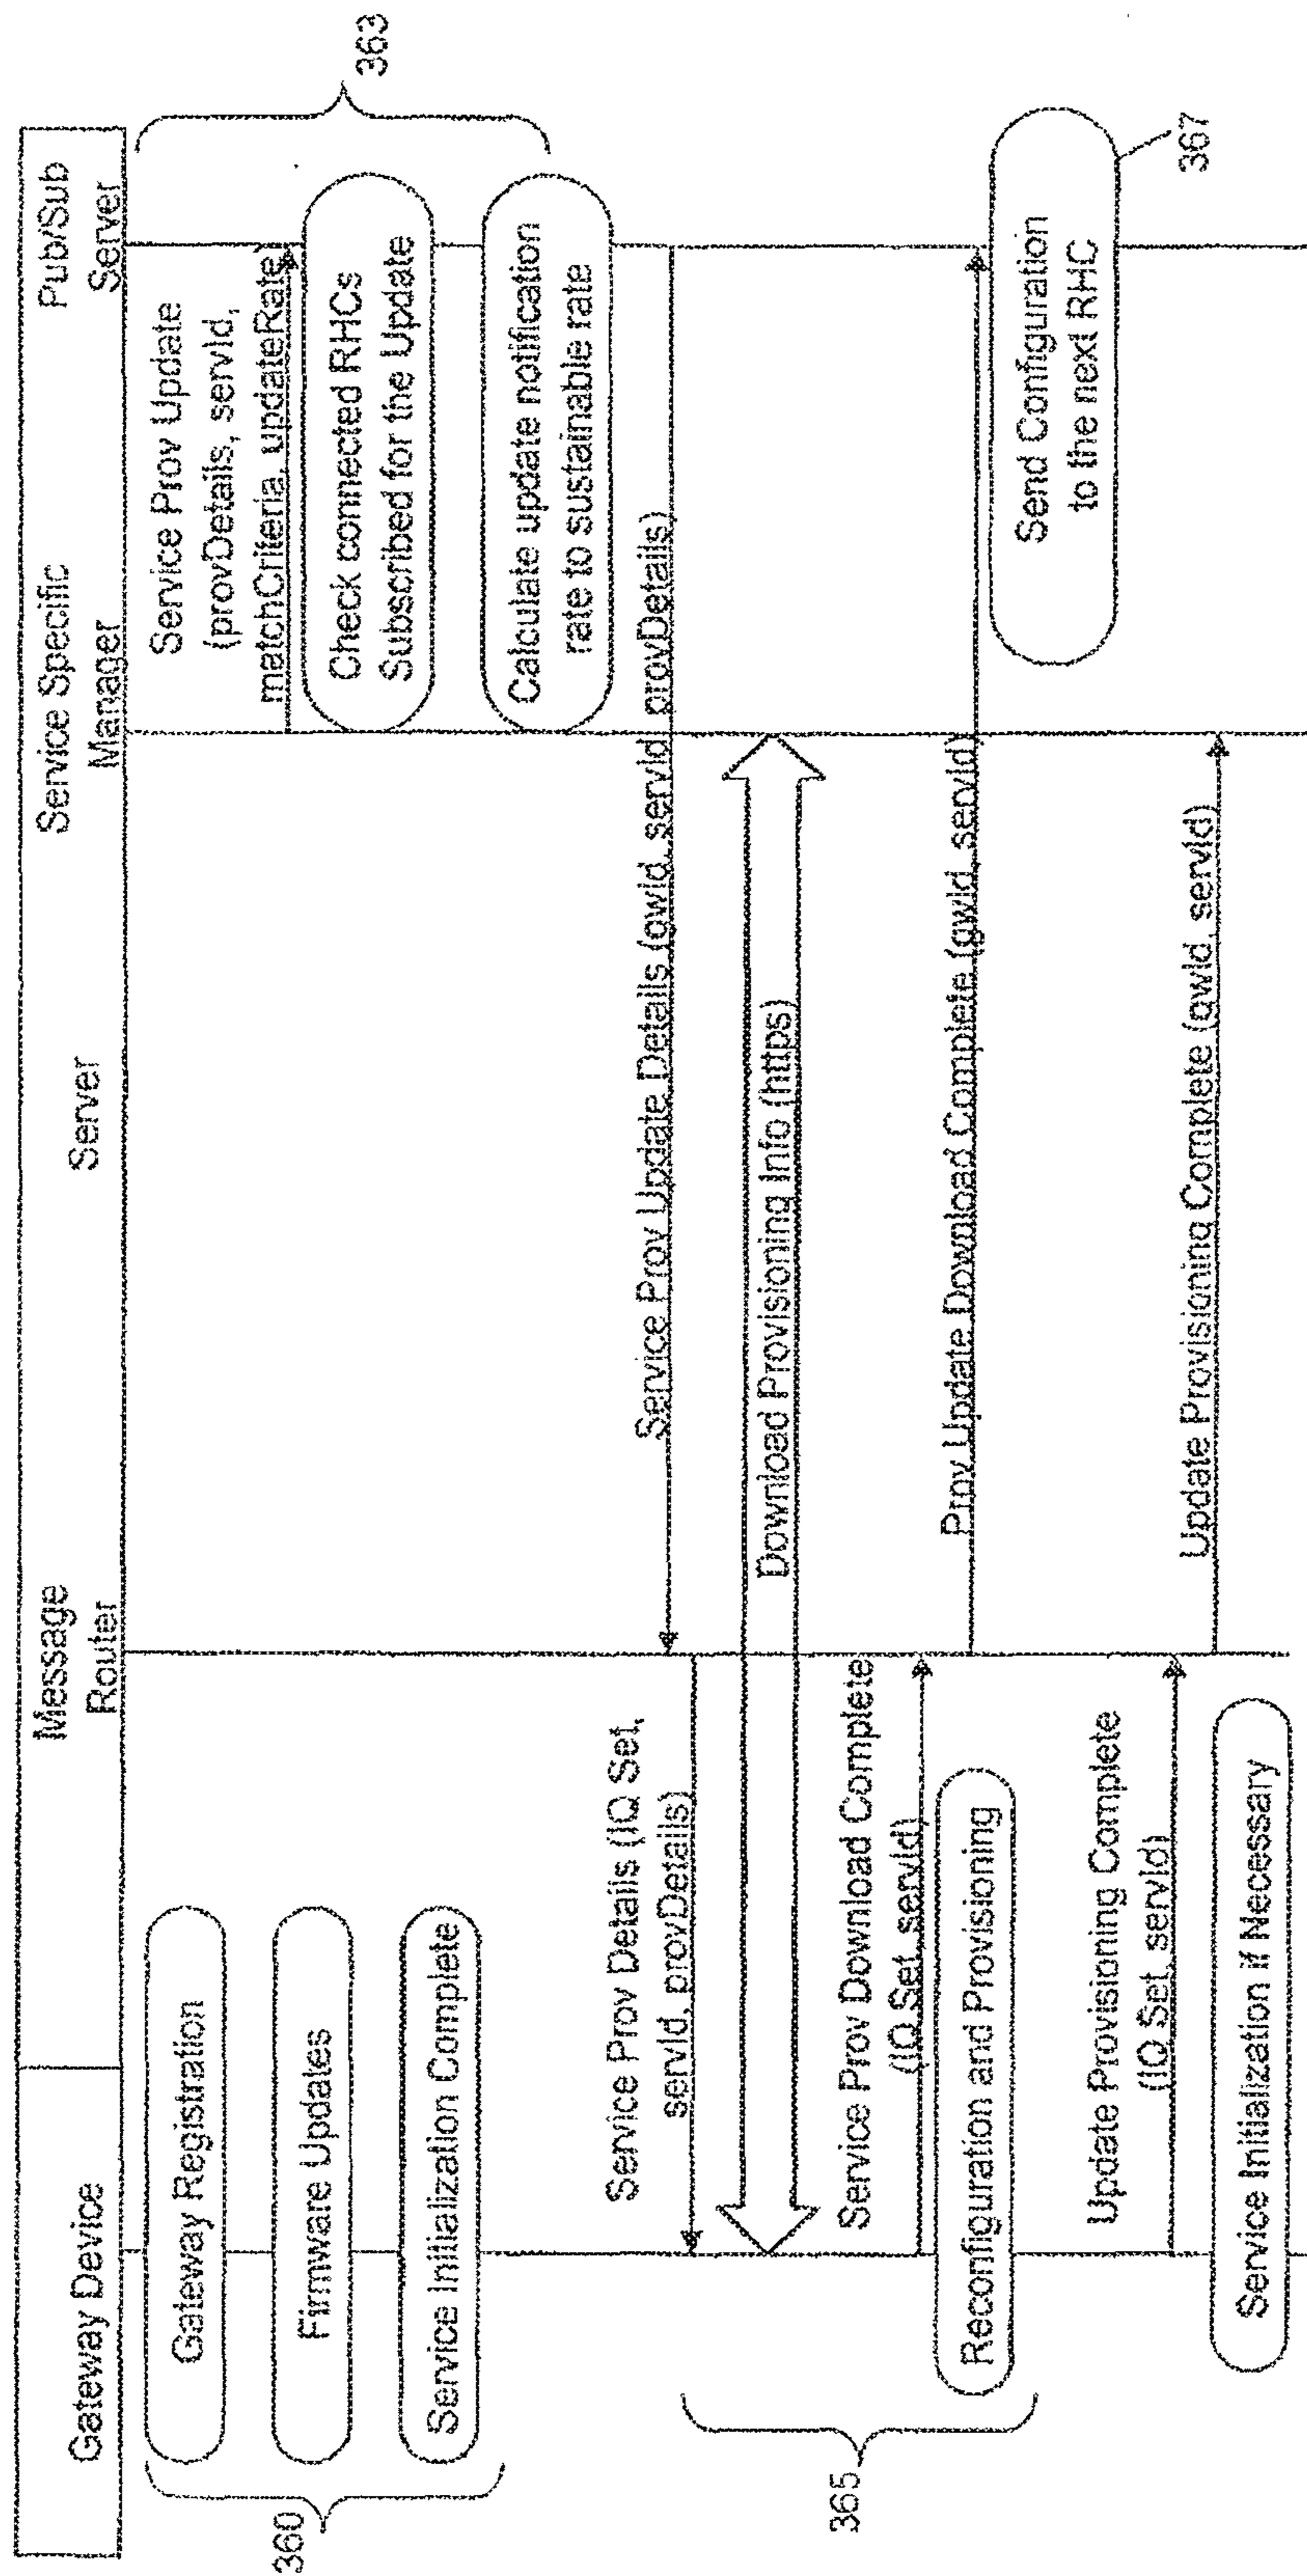 Gateway Device
Message
Router
Server
Service Specific
Manager
Pub/Sub
Server
Gateway Registration
Firmware Updates
Service Initialization Complete
360
Service Prov Update
(provDetails, servId,
matchCriteria, updateRate)
Check connected RHCs
Subscribed for the Update
Calculate update notification
rate to sustainable rate
363
Service Prov Update Details (gwId, servId, provDetails)
Service Prov Details (IQ Set,
servId, provDetails)
Download Provisioning Info (https)
Service Prov Download Complete
(IQ Set, servId)
Prov Update Download Complete (gwId, servId)
Reconfiguration and Provisioning
365
Send Configuration
to the next RHC
367
Update Provisioning Complete
(IQ Set, servId)
Update Provisioning Complete (gwId, servId)
Service Initialization if Necessary